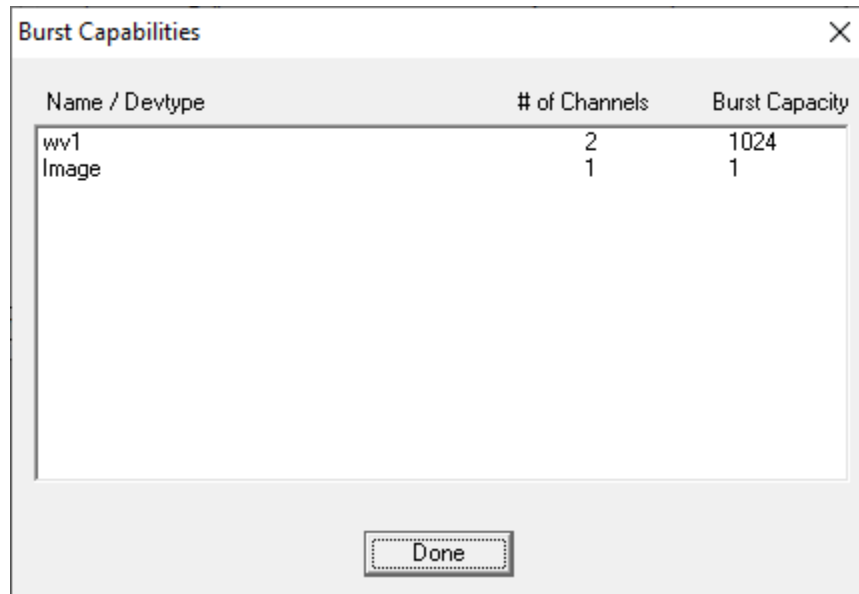 Burst Capabilities
Name / Devtype # of Channels Burst Capacity
wv1 2 1024
Image 1 1
Done